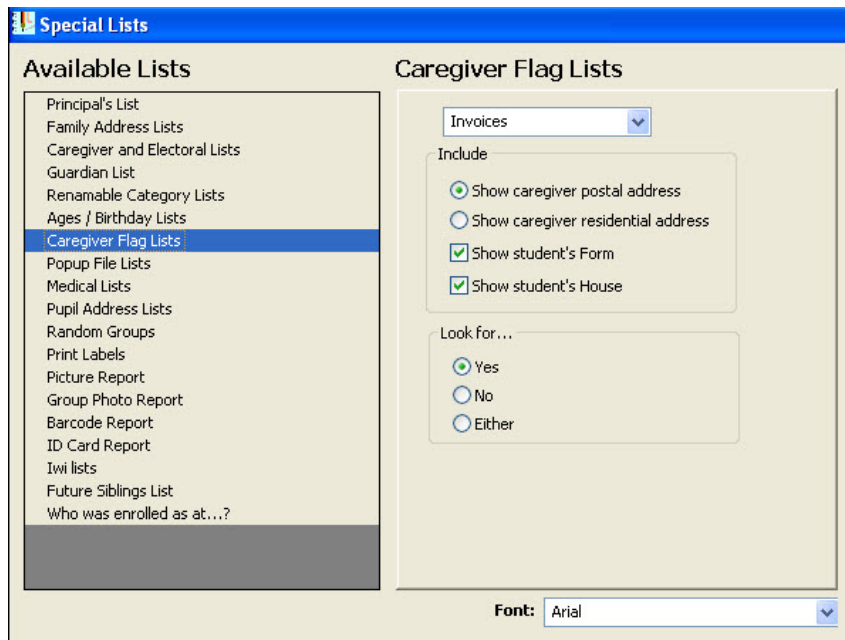 Special Lists
Available Lists
Principal's List
Family Address Lists
Caregiver and Electoral Lists
Guardian List
Renamable Category Lists
Ages / Birthday Lists
Caregiver Flag Lists
Popup File Lists
Medical Lists
Pupil Address Lists
Random Groups
Print Labels
Picture Report
Group Photo Report
Barcode Report
ID Card Report
Iwi lists
Future Siblings List
Who was enrolled as at...?
Caregiver Flag Lists
Invoices
Include
Show caregiver postal address
Show caregiver residential address
Show student's Form
Show student's House
Look for...
Yes
No
Either
Font: Arial